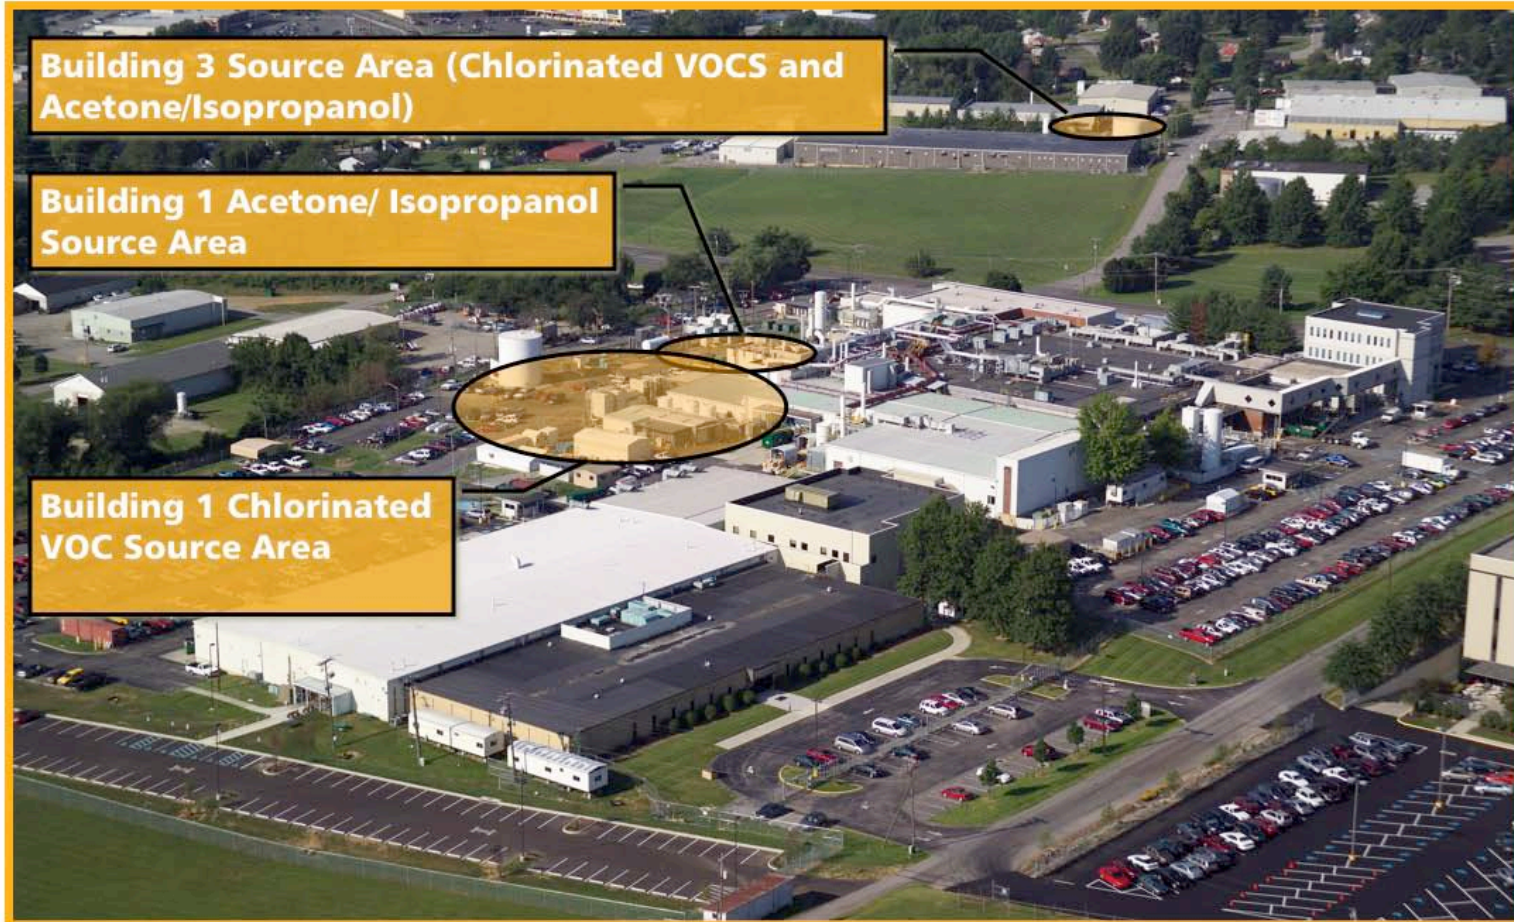 Building 3 Source Area (Chlorinated VOCS and
Acetone/Isopropanol)
Building 1 Acetone/ Isopropanol
Source Area
Building 1 Chlorinated
VOC Source Area